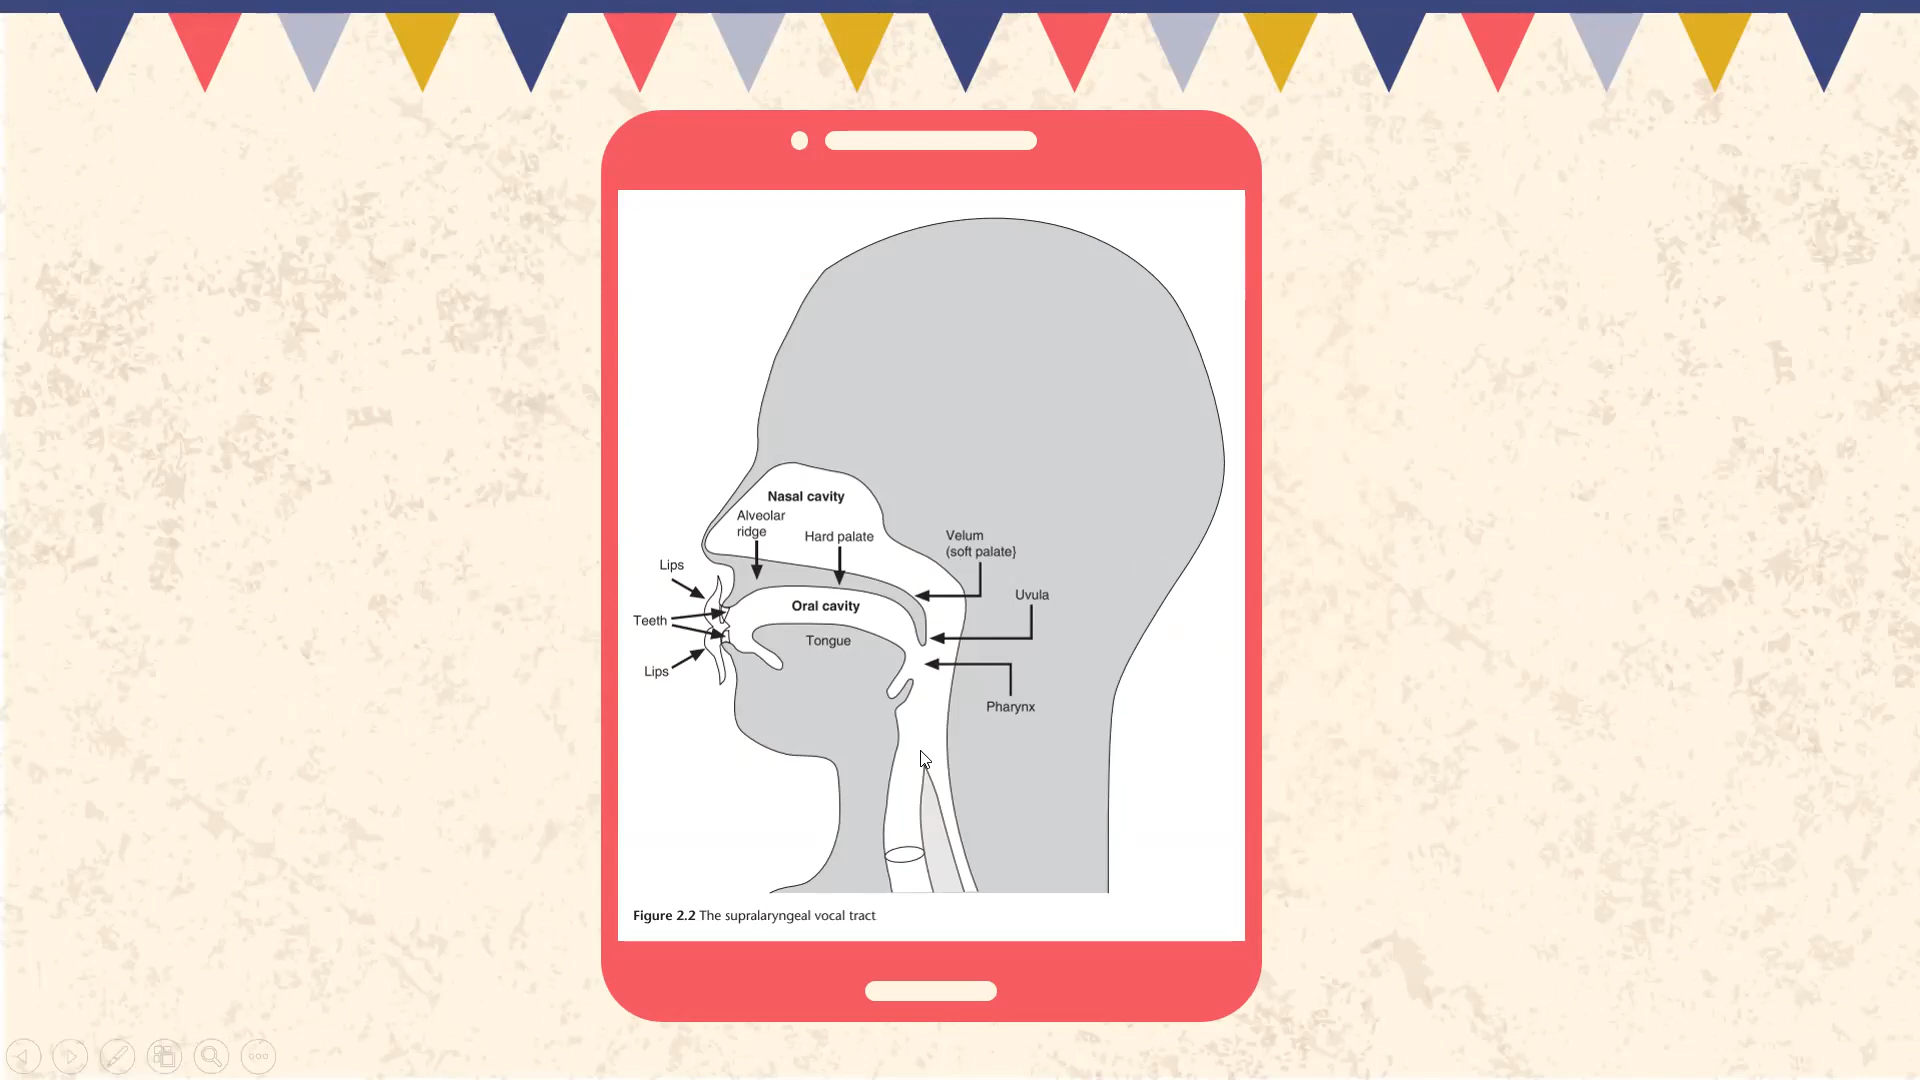 Nasal cavity
Alveolar
ridge
Hard palate
Velum
(soft palate)
Lips
Uvula
Oral cavity
Teeth
Tongue
Lips
Pharynx
Figure 2.2 The supralaryngeal vocal tract